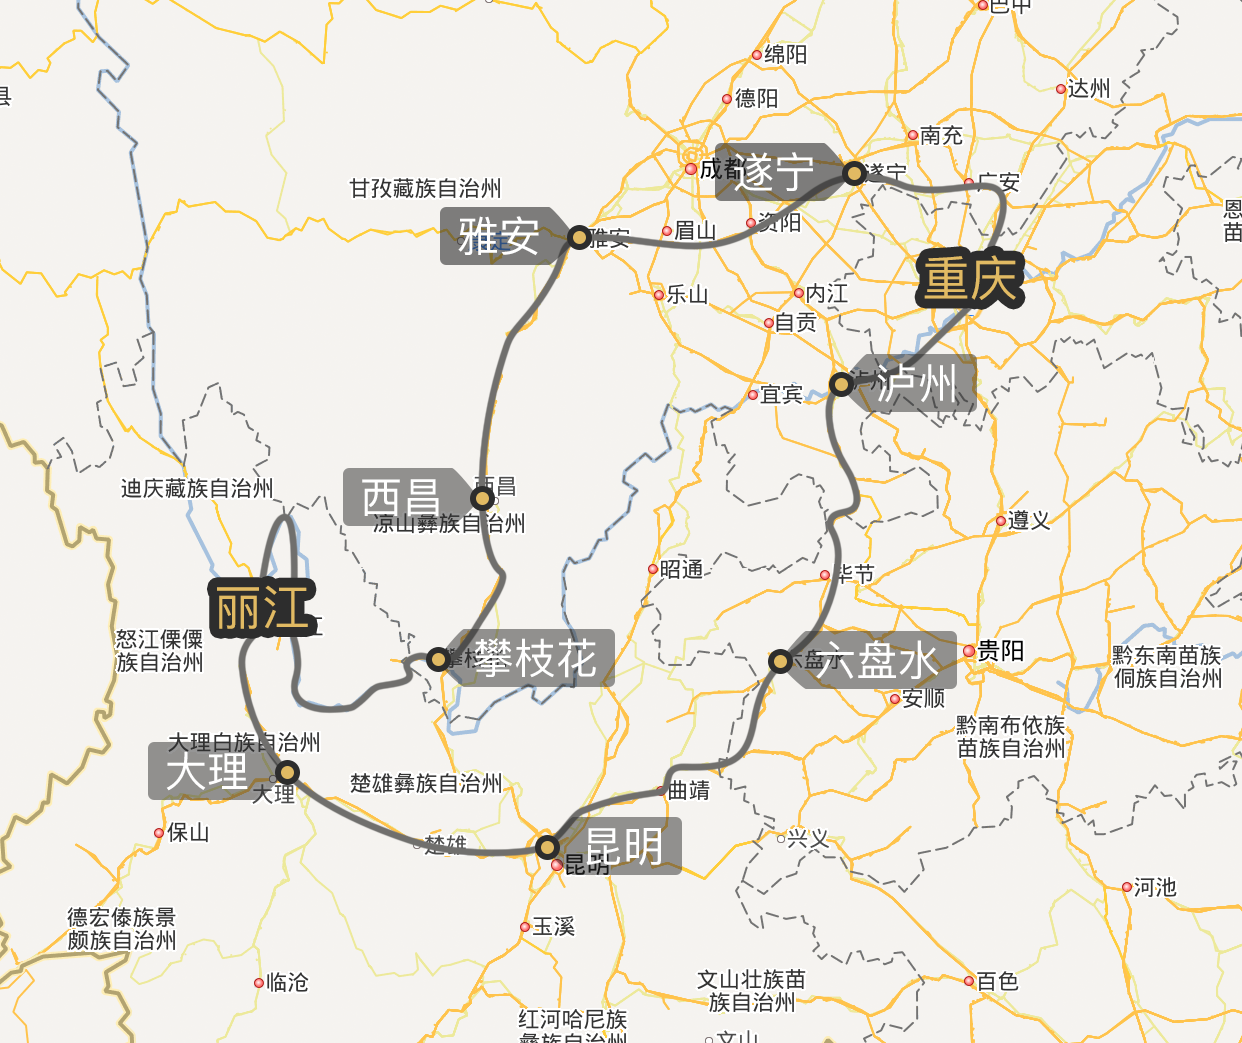 巴中
绵阳
达州
县
德阳
南充
成都
遂宁
遂宁
广安
甘孜藏族自治州
雅安
雅安
眉山
资阳
恩
苗
重庆
乐山
内江
自贡
泸州
宜宾
迪庆藏族自治州
西昌
西昌
凉山彝族自治州
遵义
昭通
毕节
丽江
江
怒江傈僳
族自治州
攀枝花
六盘水
六盘水
贵阳
黔东南苗族
侗族自治州
安顺
黔南布依族
苗族自治州
大理白族自治州
大理
大理
楚雄彝族自治州
曲靖
保山
楚雄
昆明
昆明
兴义
河池
德宏傣族景
颇族自治州
玉溪
临沧
文山壮族苗
族自治州
百色
红河哈尼族
彝族自治州
文山